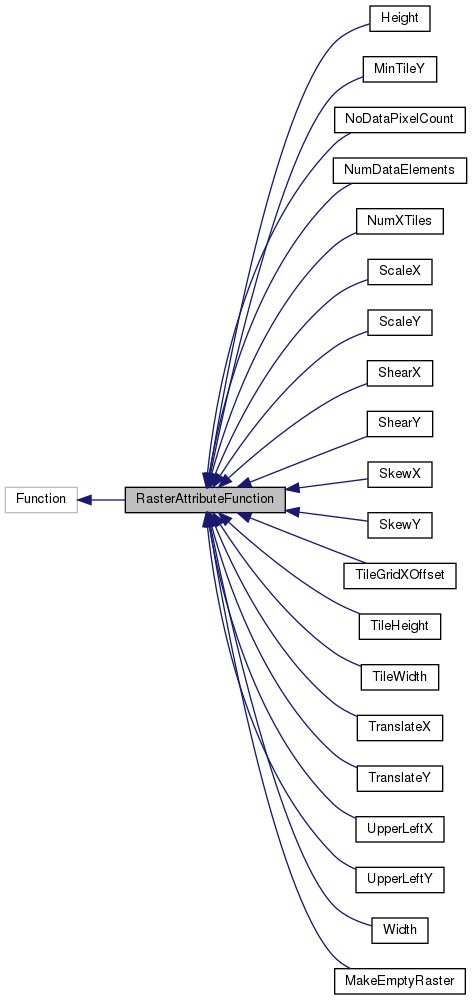 Height
MinTileY
NoDataPixelCount
NumDataElements
NumXTiles
ScaleX
ScaleY
ShearX
ShearY
SkewX
Function
RasterAttributeFunction
SkewY
TileGridXOffset
TileHeight
TileWidth
TranslateX
TranslateY
UpperLeftX
UpperLeftY
Width
MakeEmptyRaster